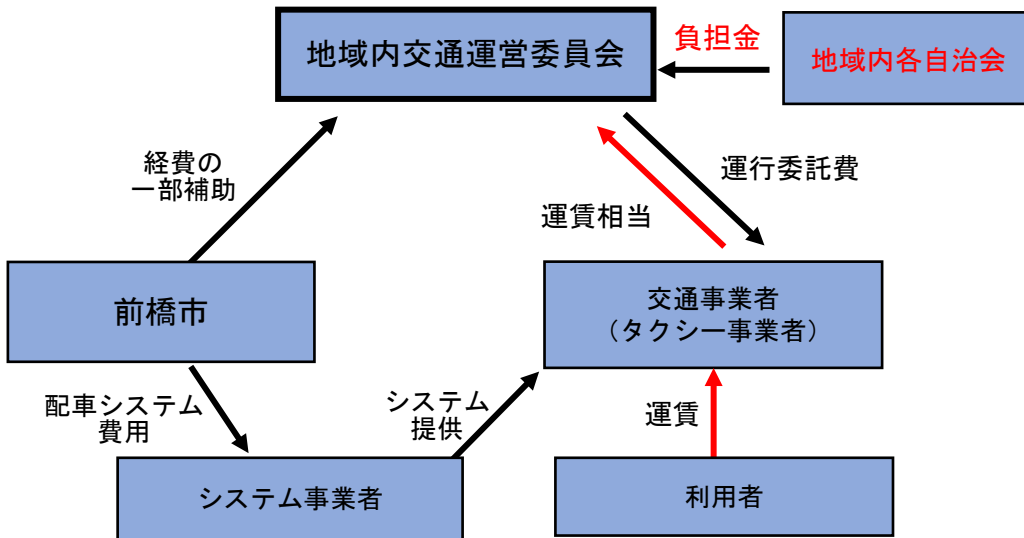 地域内交通運営委員会
負担金
地域内各自治会
経費の
一部補助
運行委託費
運賃相当
前橋市
交通事業者
（タクシー事業者）
配車システム
費用
システム
提供
運賃
システム事業者
利用者